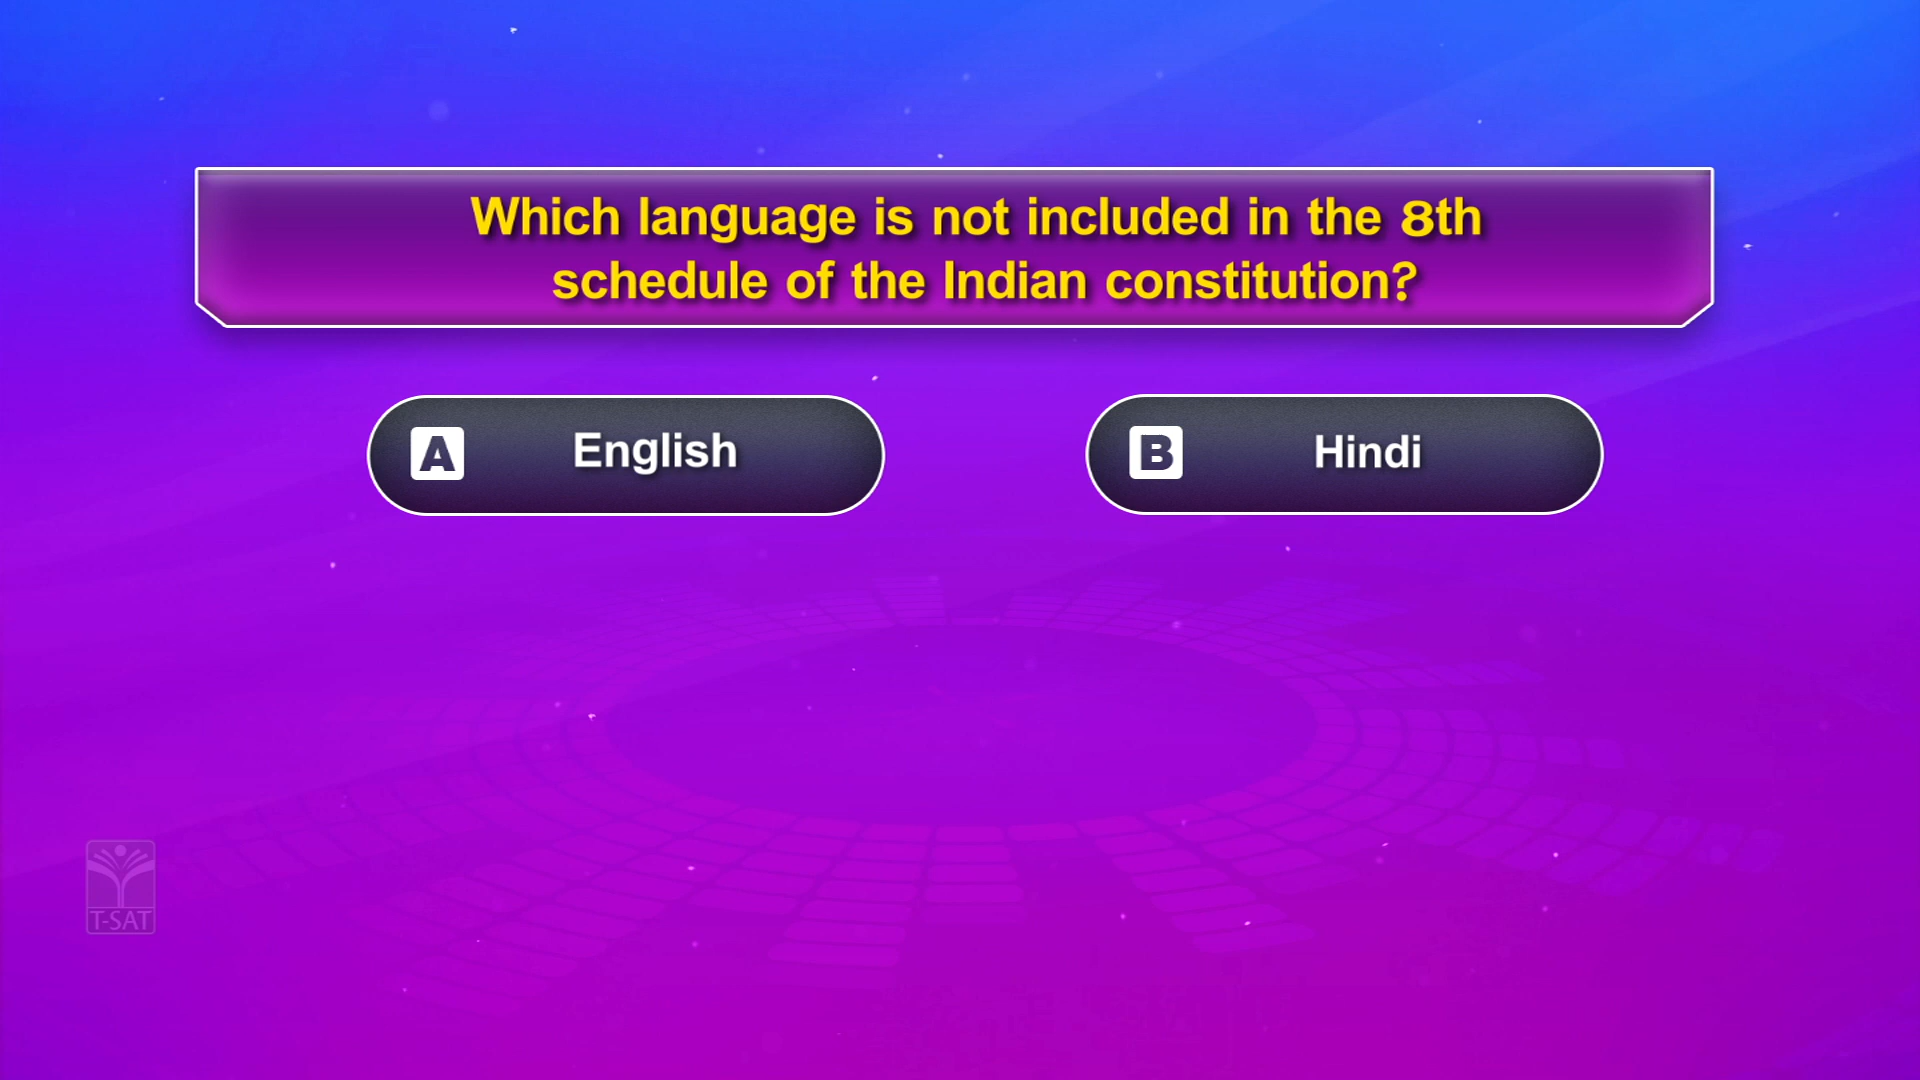 Which language is not included in the 8th
schedule of the Indian constitution?
A English
B Hindi
T-SAT